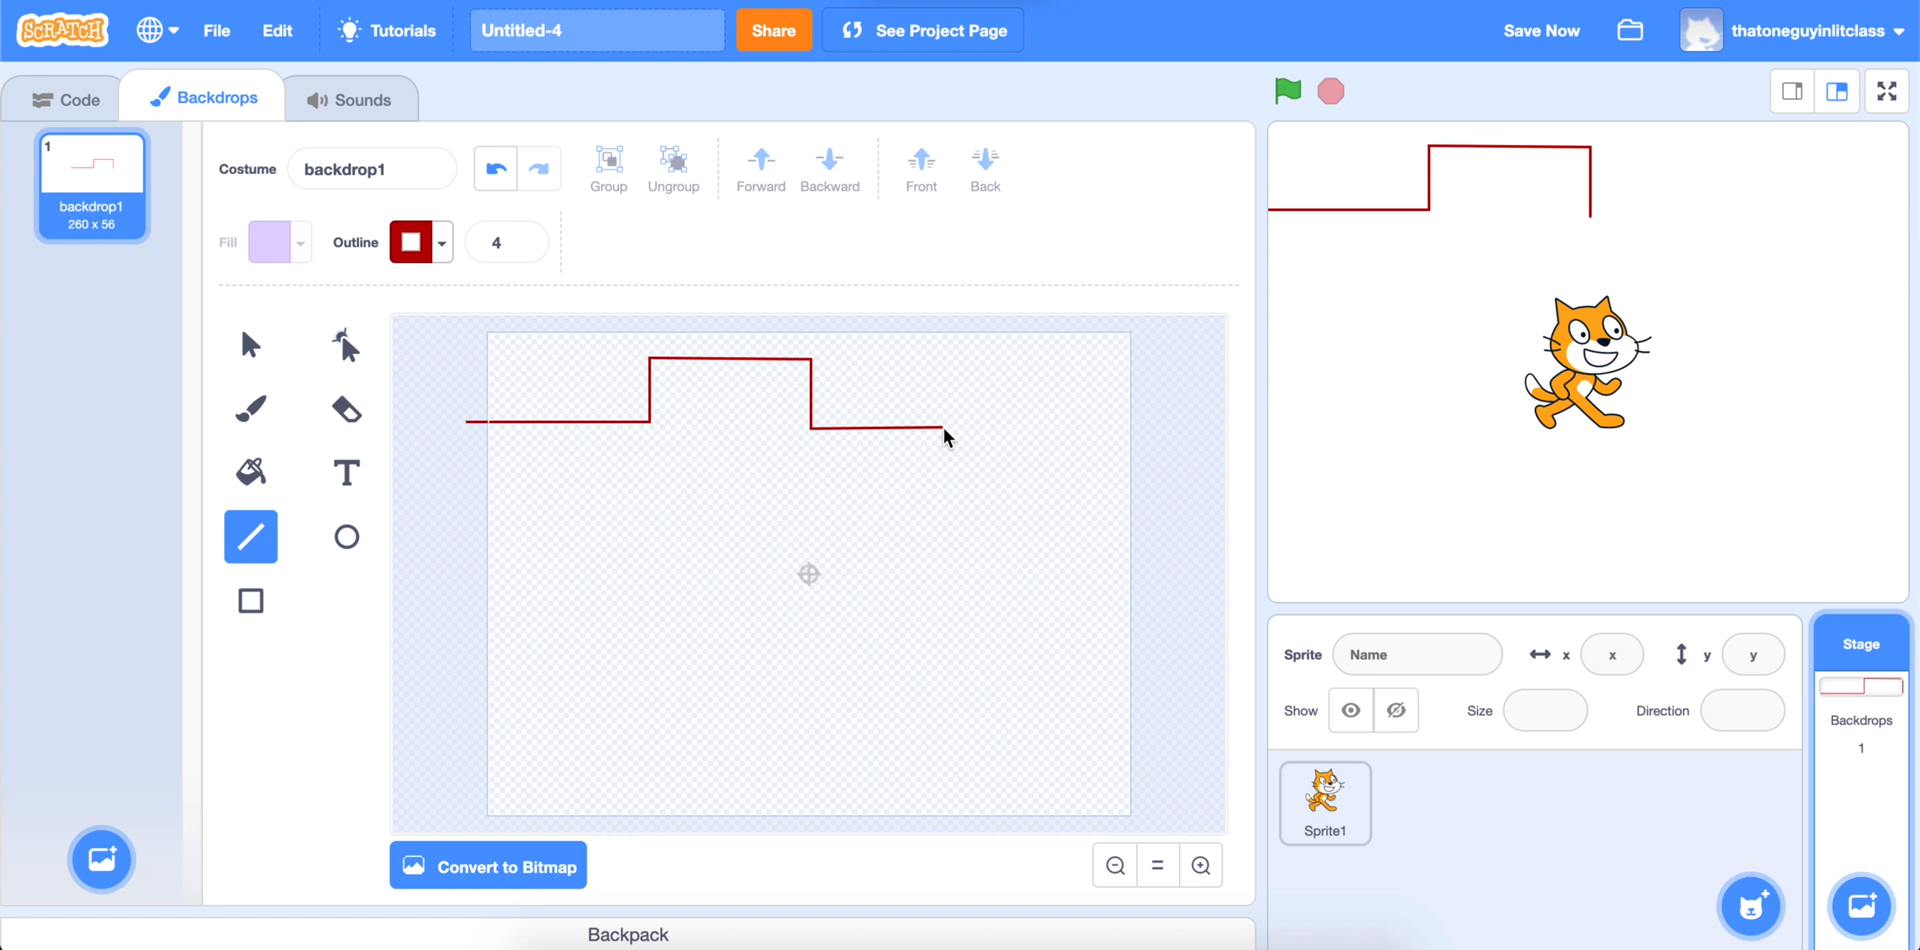 SCRATCH
File
Edit
Tutorials
Untitled-4
Share
See Project Page
Save Now
thatoneguyinlitclass
Code
Backdrops
Sounds
1
backdrop1
260 x 56
Costume
backdrop1
Group
Ungroup
Forward
Backward
Front
Back
Fill
Outline
4
T
Convert to Bitmap
Backpack
Sprite
Name
x
x
y
y
Show
Size
Direction
Sprite1
Stage
Backdrops
1